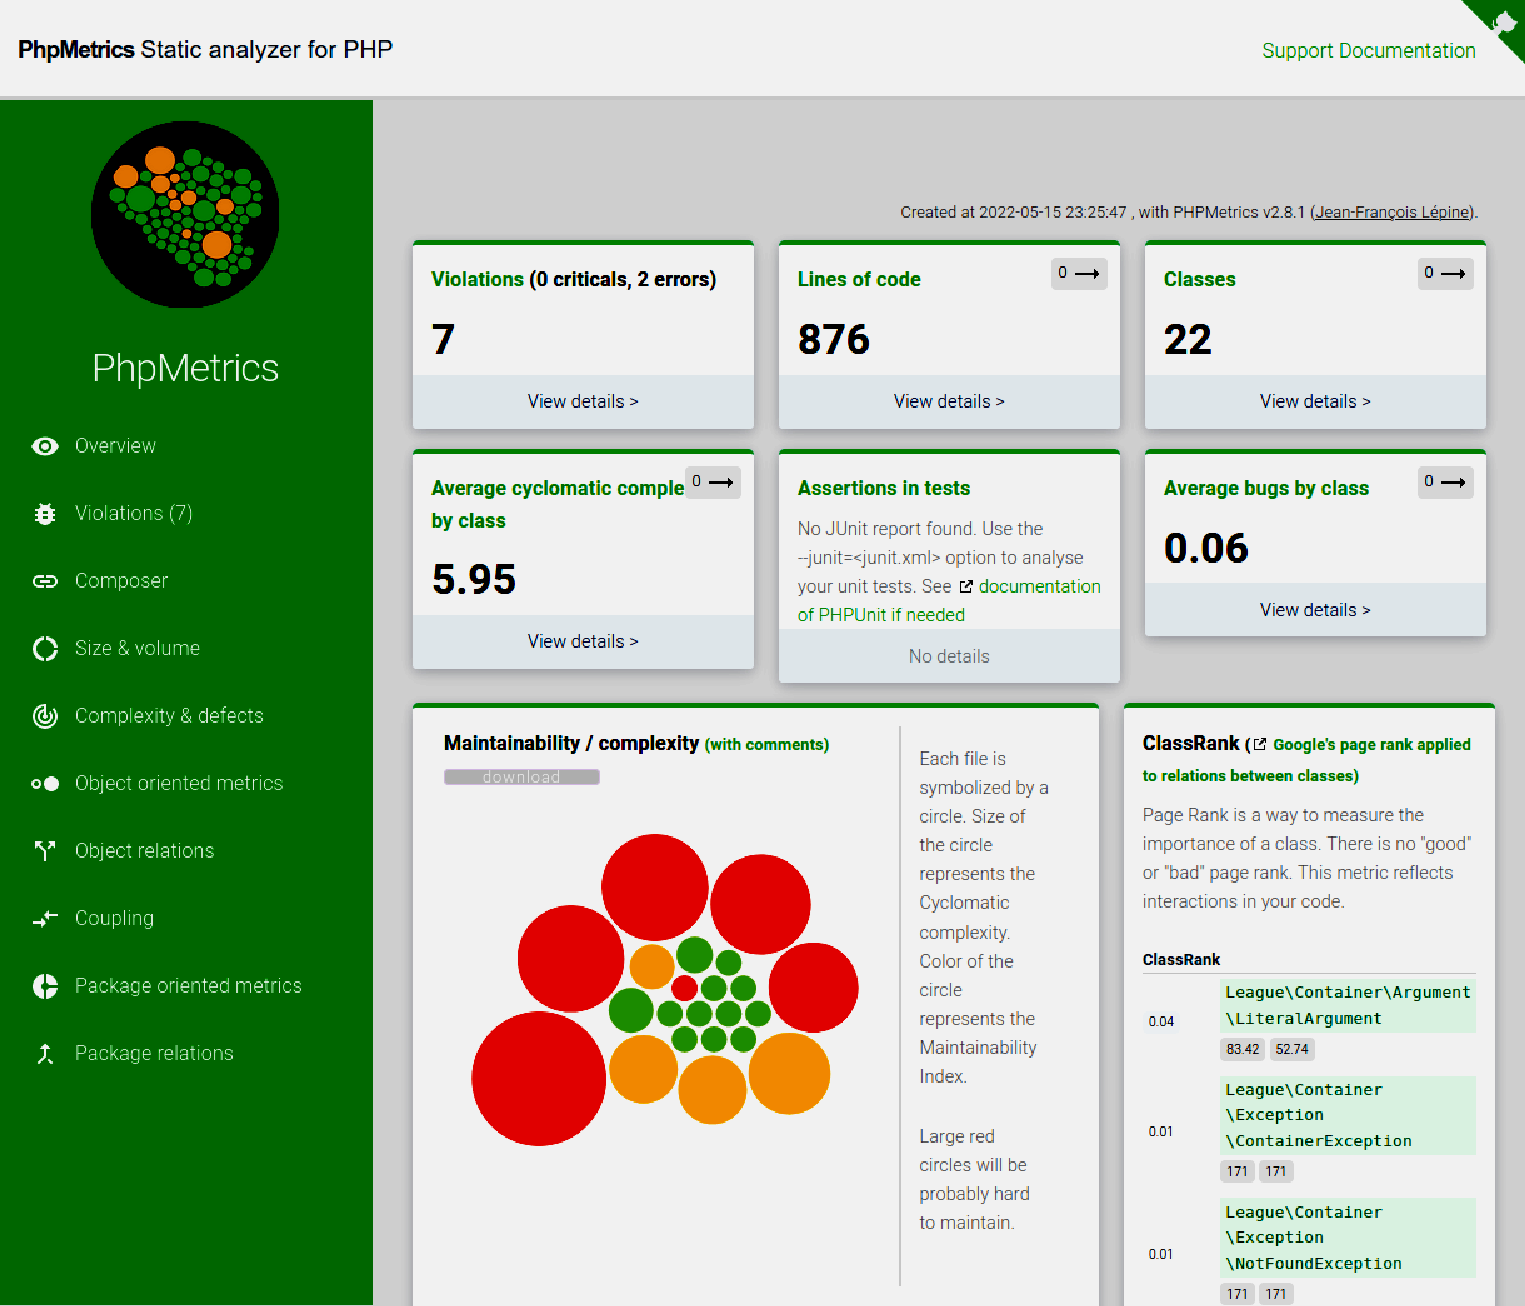 PhpMetrics Static analyzer for PHP
Support Documentation
PhpMetrics
Overview
Violations (7)
Composer
Size & volume
Complexity & defects
Object oriented metrics
Object relations
Coupling
Package oriented metrics
Package relations
Created at 2022-05-15 23:25:47 , with PHPMetrics v2.8.1 (Jean-François Lépine).
Violations (0 criticals, 2 errors)
7
View details >
Lines of code
0
876
View details >
Classes
0
22
View details >
Average cyclomatic comple
0
by class
5.95
View details >
Assertions in tests
No JUnit report found. Use the
--junit=<junit.xml> option to analyse
your unit tests. See documentation
of PHPUnit if needed
No details
Average bugs by class
0
0.06
View details >
Maintainability / complexity (with comments)
download
Each file is
symbolized by a
circle. Size of
the circle
represents the
Cyclomatic
complexity.
Color of the
circle
represents the
Maintainability
Index.
Large red
circles will be
probably hard
to maintain.
ClassRank ( Google's page rank applied
to relations between classes)
Page Rank is a way to measure the
importance of a class. There is no "good"
or "bad" page rank. This metric reflects
interactions in your code.
ClassRank
0.04
League\Container\Argument
\LiteralArgument
83.42 52.74
0.01
League\Container
\Exception
\ContainerException
171 171
0.01
League\Container
\Exception
\NotFoundException
171 171